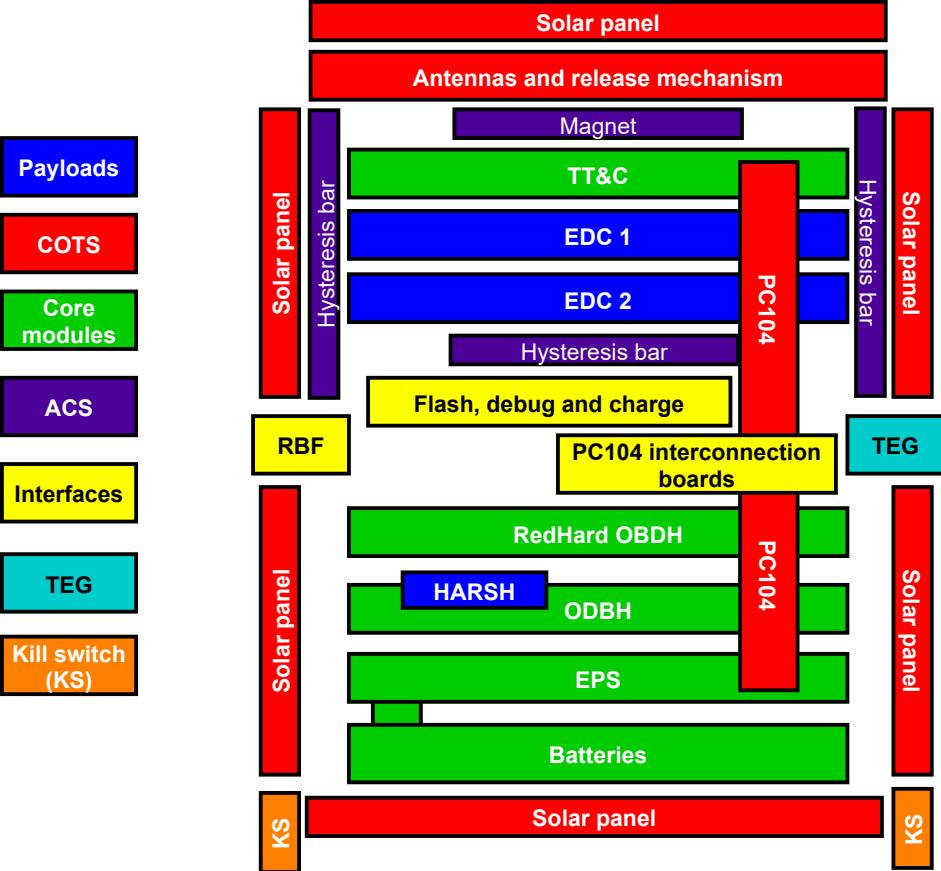 Solar panel
Antennas and release mechanism
Payloads
COTS
Core
modules
ACS
Interfaces
TEG
Kill switch
(KS)
Solar panel
Hysteresis bar
Magnet
TT&C
EDC 1
EDC 2
Hysteresis bar
PC104
Hysteresis bar
Solar panel
Flash, debug and charge
RBF
PC104 interconnection
boards
TEG
Solar panel
RedHard OBDH
HARSH
ODBH
EPS
Batteries
PC104
Solar panel
KS
Solar panel
KS